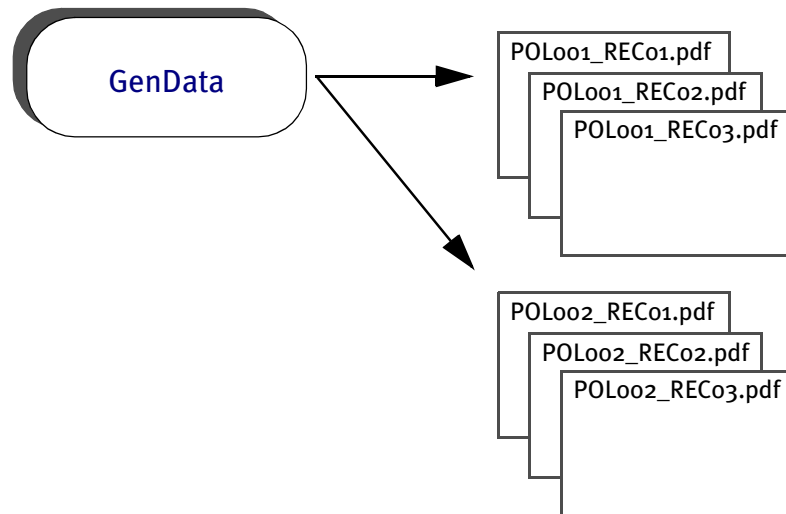 GenData
POL001_REC01.pdf
POL001_REC02.pdf
POL001_REC03.pdf
POL002_REC01.pdf
POL002_REC02.pdf
POL002_REC03.pdf